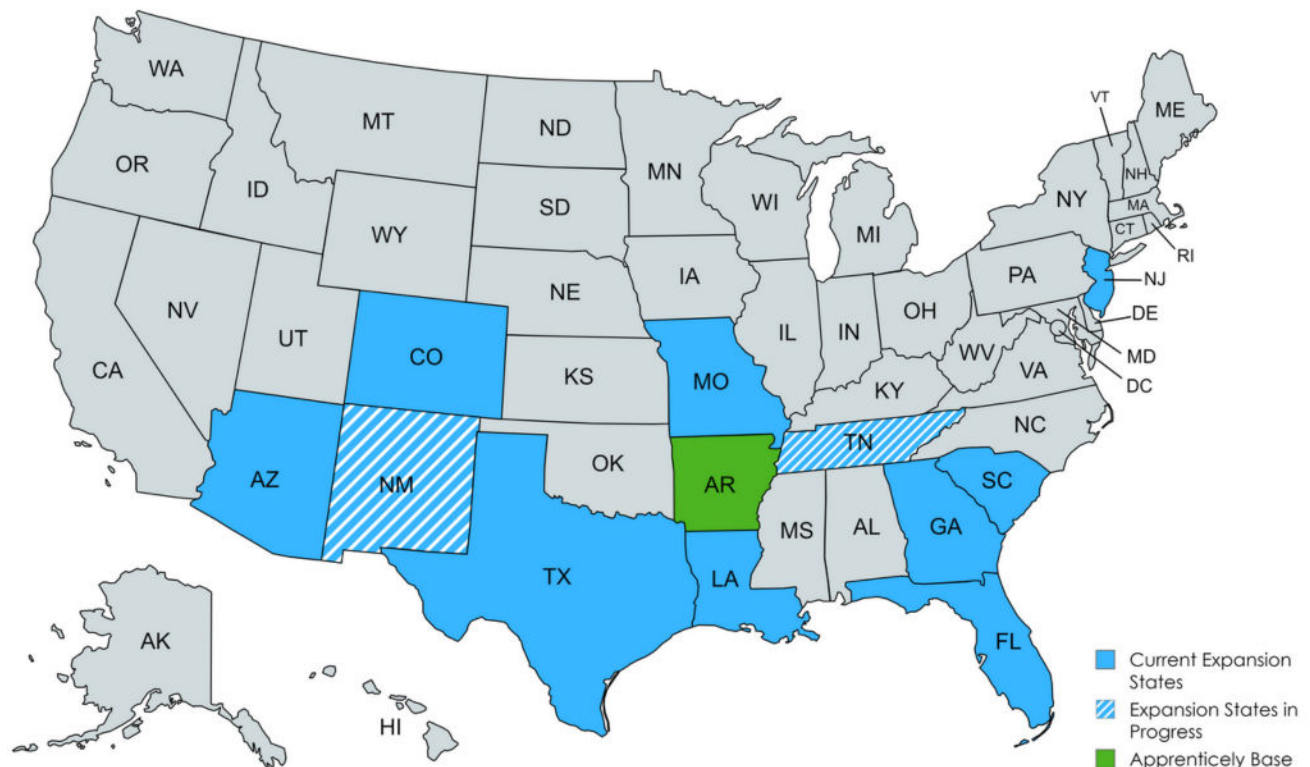 WA
MT
ND
MN
VT
ME
OR
ID
SD
WI
NY
NH
MA
WY
MI
CT
RI
IA
PA
NJ
NV
NE
OH
DE
UT
IL
IN
CO
WV
MD
CA
KS
MO
KY
VA
DC
NC
TN
AZ
NM
OK
AR
SC
MS
AL
GA
TX
LA
AK
FL
HI
Current Expansion
States
Expansion States in
Progress
Apprenticely Base